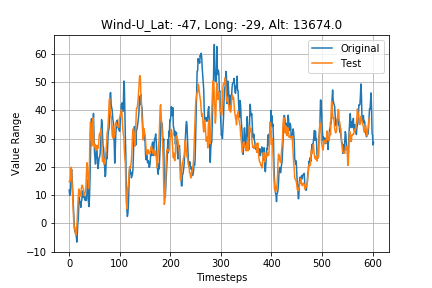 Wind-U_Lat: -47, Long: -29, Alt: 13674.0
Original
Test
Value Range
60
50
40
30
20
10
0
−10
0 100 200 300 400 500 600
Timesteps